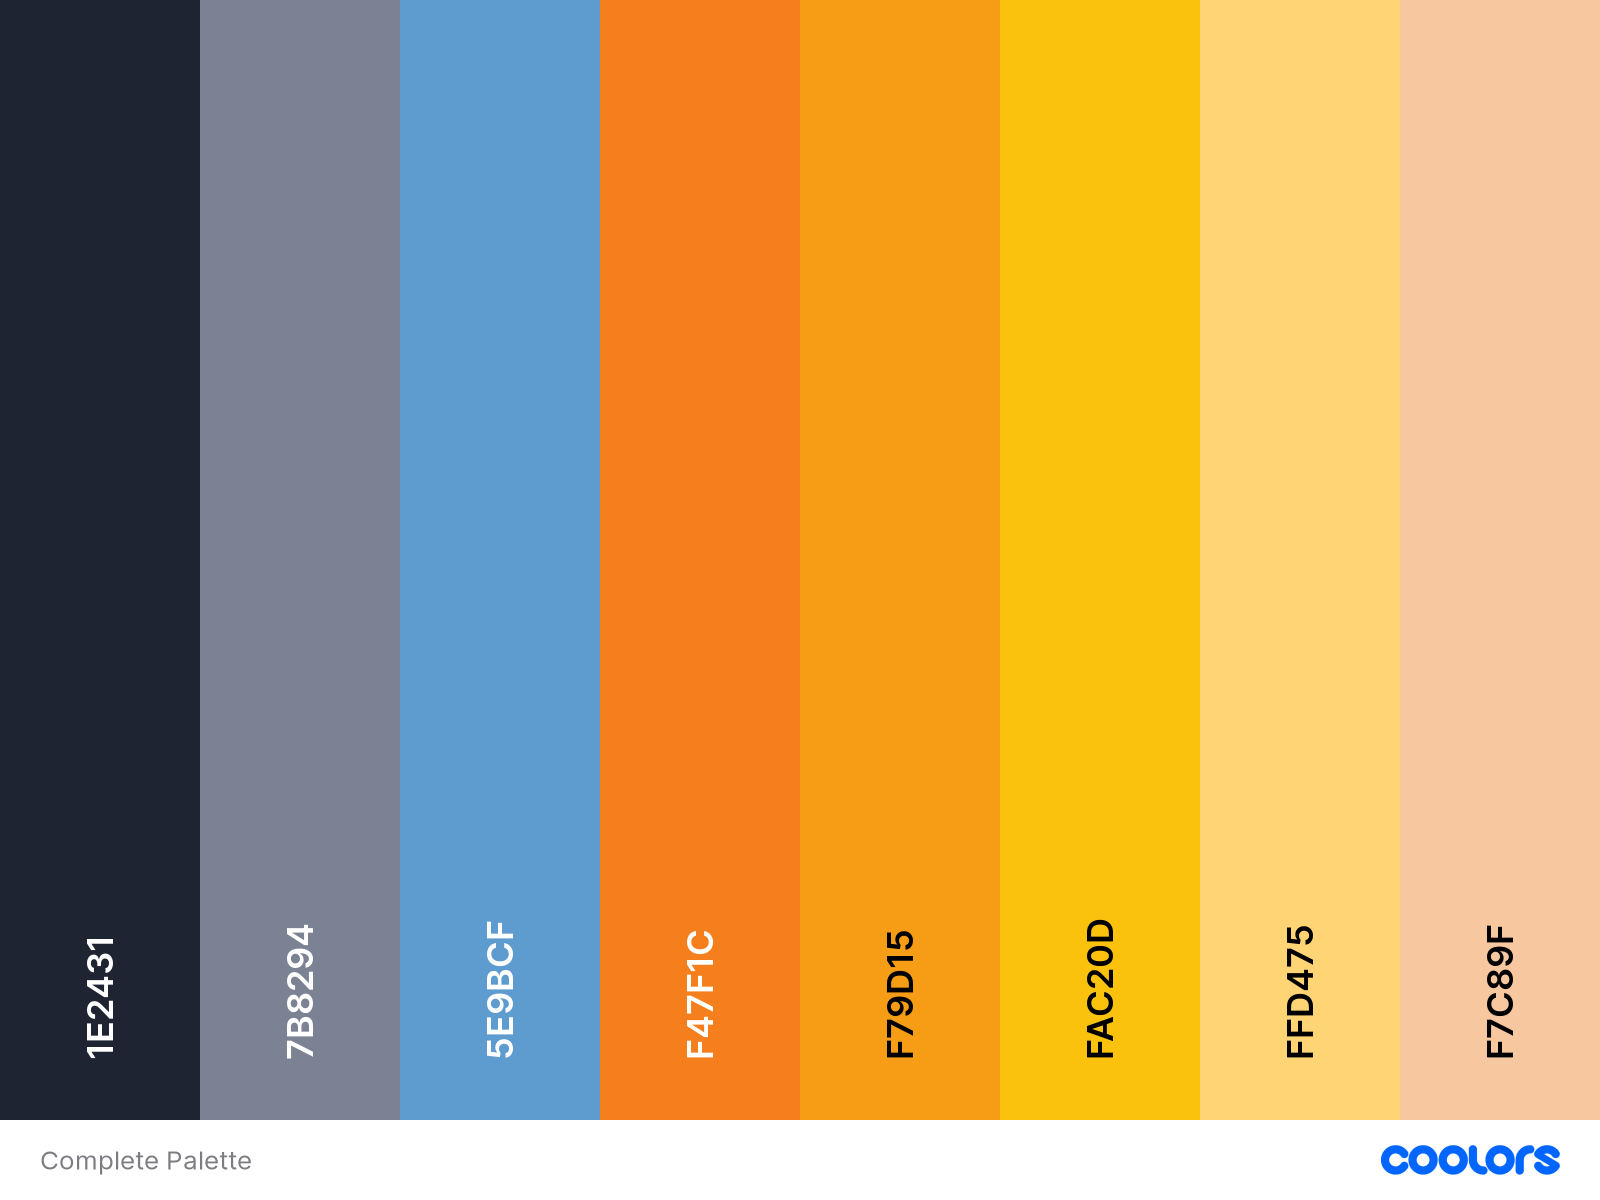 1E2431
7B8294
5E9BCF
F47F1C
F79D15
FAC20D
FFD475
F7C89F
Complete Palette
coolors